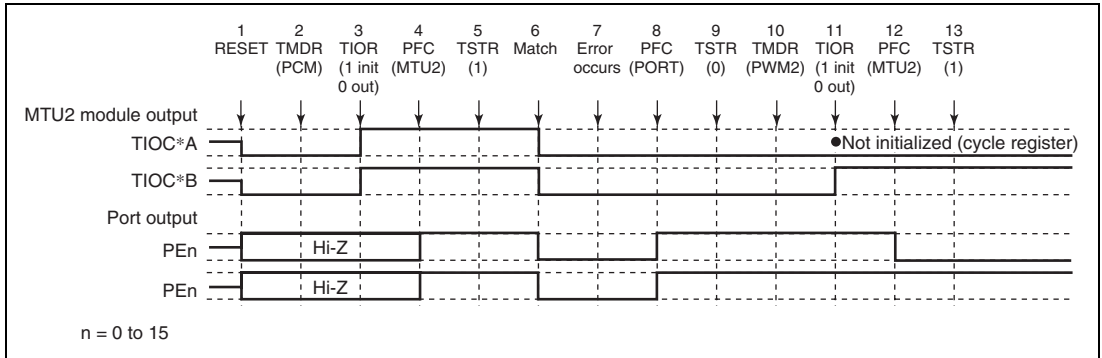 1 2 3 4 5 6 7 8 9 10 11 12 13
RESET TMDR TIOR PFC TSTR Match Error PFC TSTR TMDR TIOR PFC TSTR
(PCM) (1 init (MTU2) (1) occurs (PORT) (0) (PWM2) (1 init (MTU2) (1)
0 out) 0 out)
MTU2 module output
TIOC*A ●Not initialized (cycle register)
TIOC*B
Port output
PEn Hi-Z
PEn Hi-Z
n = 0 to 15